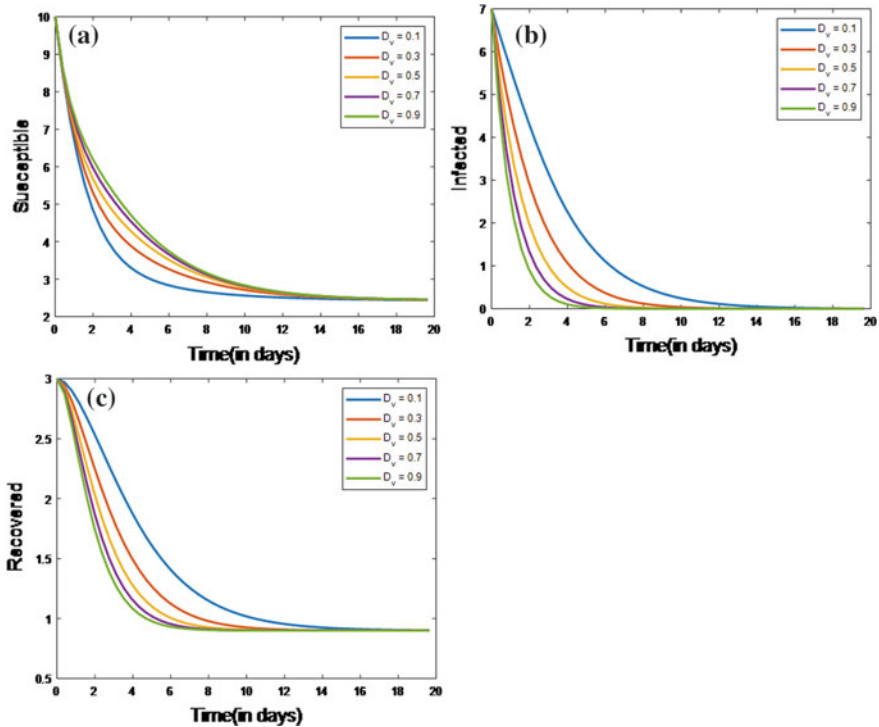 (a)
D_v = 0.1
D_v = 0.3
D_v = 0.5
D_v = 0.7
D_v = 0.9
10
9
8
7
6
5
4
3
2
Susceptible
0 2 4 6 8 10 12 14 16 18 20
Time(in days)
(b)
D_v = 0.1
D_v = 0.3
D_v = 0.5
D_v = 0.7
D_v = 0.9
7
6
5
4
3
2
1
0
Infected
0 2 4 6 8 10 12 14 16 18 20
Time(in days)
(c)
D_v = 0.1
D_v = 0.3
D_v = 0.5
D_v = 0.7
D_v = 0.9
3
2.5
2
1.5
1
0.5
Recovered
0 2 4 6 8 10 12 14 16 18 20
Time(in days)